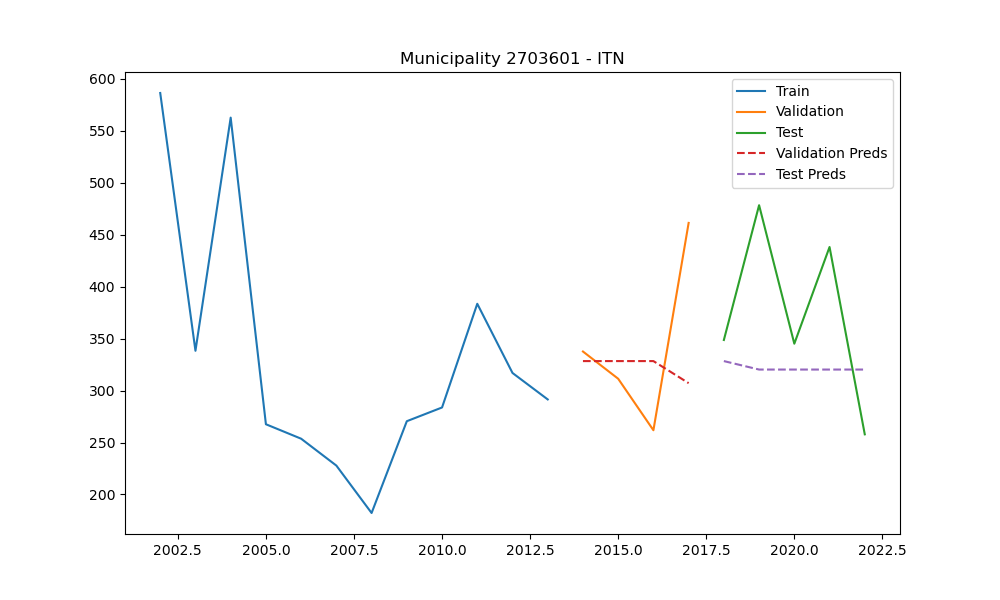 Municipality 2703601 - ITN
600
550
500
450
400
350
300
250
200
Train
Validation
Test
Validation Preds
Test Preds
2002.5 2005.0 2007.5 2010.0 2012.5 2015.0 2017.5 2020.0 2022.5